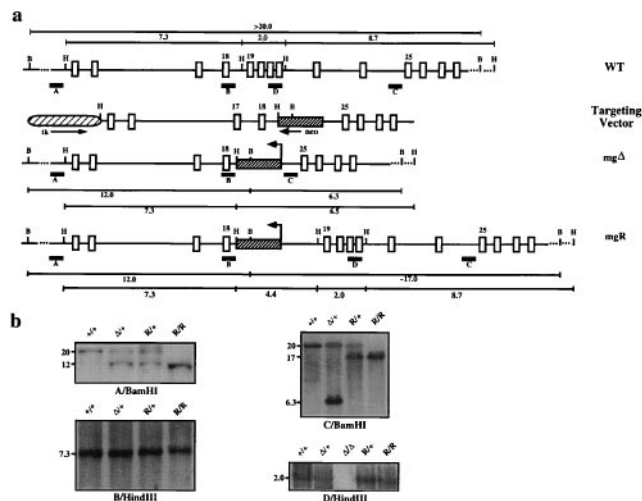 a
>20.0
7.3 2.0 8.7
B H 18 H 19 H 25 B H
WT
A B D C
H 17 18 H B 25
Targeting
Vector
tk neo
B H 18 H B 25 B H
mgΔ
A B C
12.0 6.3
7.3 6.5
B H 18 H B H 19 H 25 B H
mgR
A B D C
12.0 ~17.0
7.3 4.4 2.0 8.7
b
+/+ Δ/+ R/+ R/R
20
12
A/BamHI
+/+ Δ/+ R/+ R/R
7.3
B/HindIII
+/+ Δ/+ R/+ R/R
20
17
6.3
C/BamHI
+/+ Δ/+ Δ/Δ R/+ R/R
2.0
D/HindIII